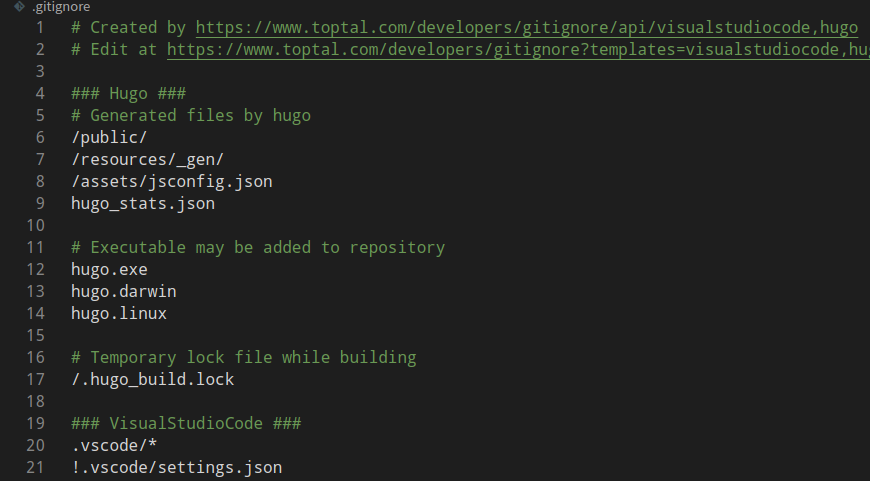 .gitignore
1 # Created by https://www.toptal.com/developers/gitignore/api/visualstudiocode,hugo
2 # Edit at https://www.toptal.com/developers/gitignore?templates=visualstudiocode,hu
3
4 ### Hugo ###
5 # Generated files by hugo
6 /public/
7 /resources/_gen/
8 /assets/jsconfig.json
9 hugo_stats.json
10
11 # Executable may be added to repository
12 hugo.exe
13 hugo.darwin
14 hugo.linux
15
16 # Temporary lock file while building
17 /.hugo_build.lock
18
19 ### VisualStudioCode ###
20 .vscode/*
21 !.vscode/settings.json